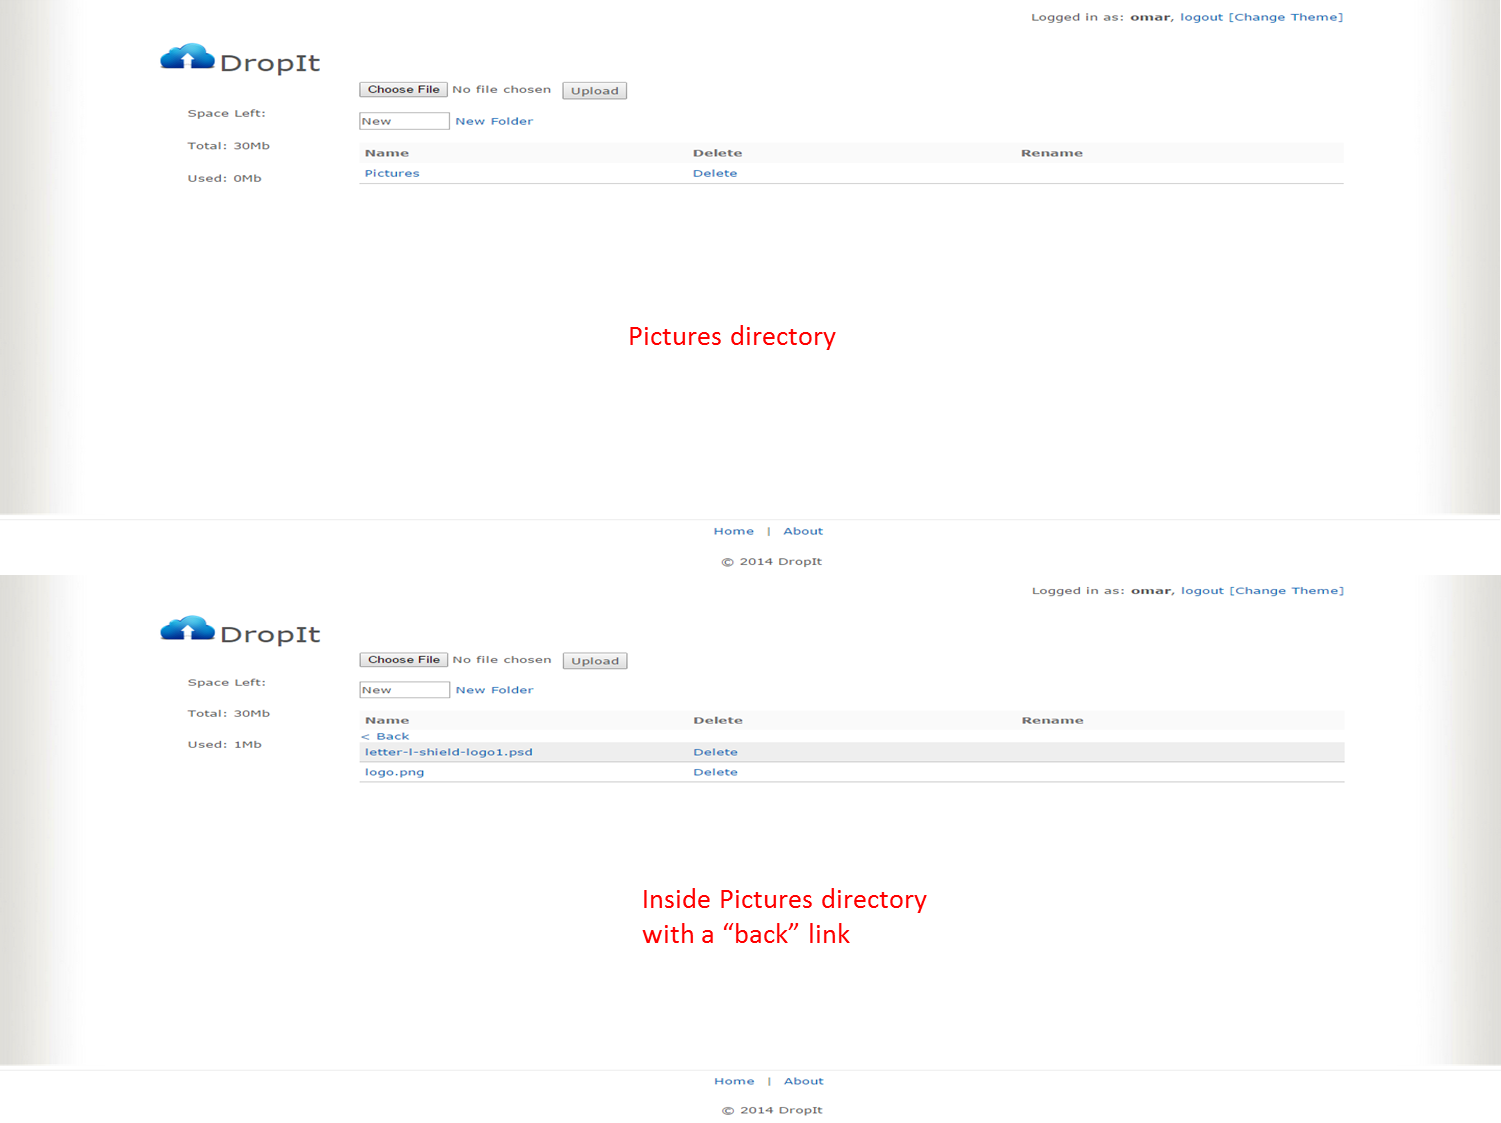 Logged in as: omar, logout [Change Theme]
DropIt
Choose File No file chosen Upload
Space Left:
New New Folder
Total: 30Mb
Name Delete Rename
Pictures Delete
Used: 0Mb
Pictures directory
Home | About
© 2014 DropIt
Logged in as: omar, logout [Change Theme]
DropIt
Choose File No file chosen Upload
Space Left:
New New Folder
Total: 30Mb
Name Delete Rename
< Back
Used: 1Mb
letter-l-shield-logo1.psd Delete
logo.png Delete
Inside Pictures directory
with a “back” link
Home | About
© 2014 DropIt